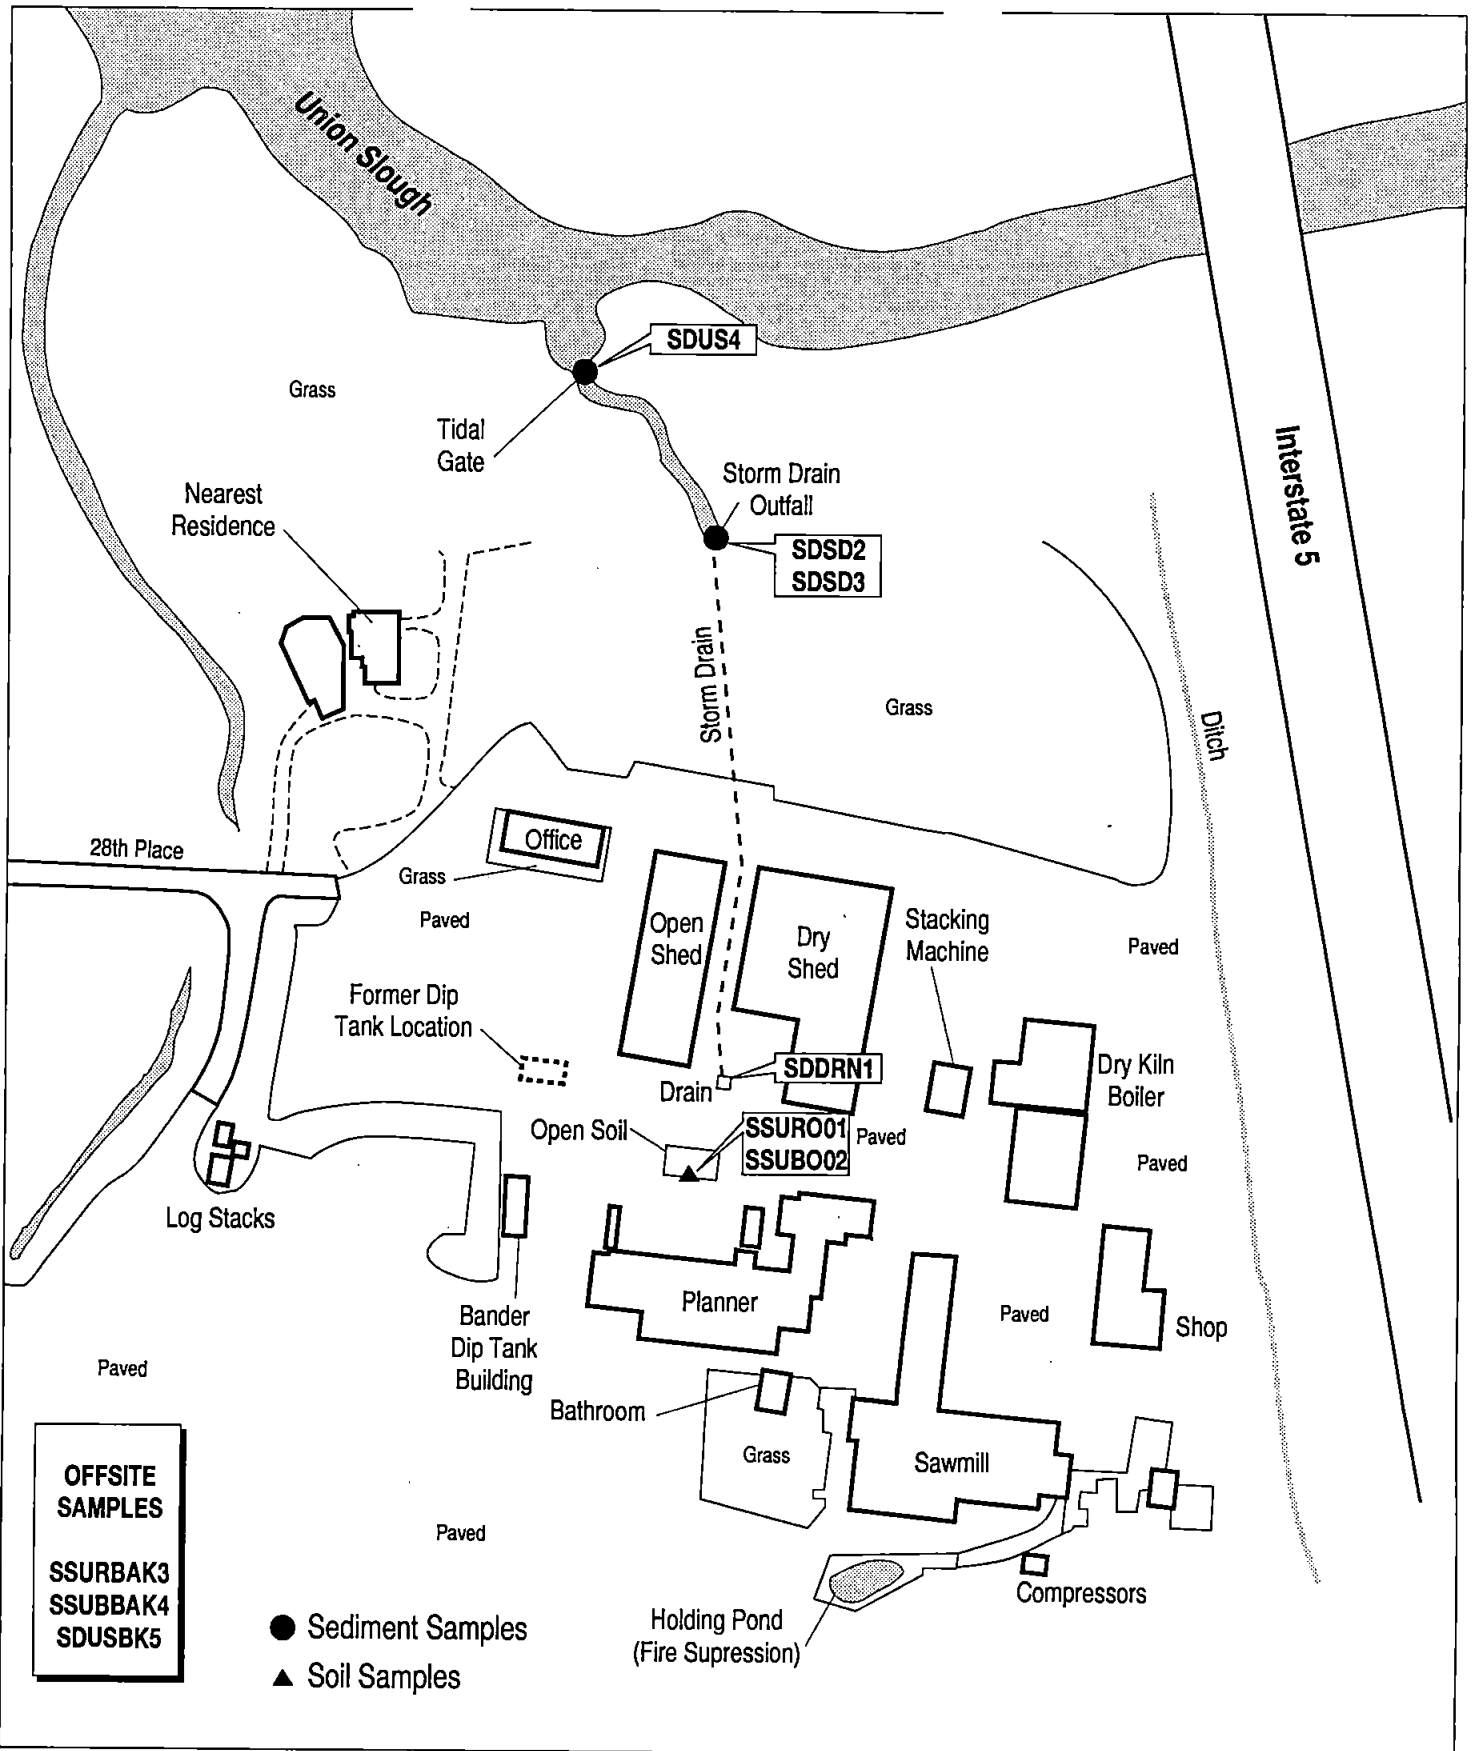 Union Slough
SDUS4
Grass
Tidal
Gate
Interstate 5
Storm Drain
Outfall
Nearest
Residence
SDSD2
SDSD3
Storm Drain
Grass
Ditch
28th Place
Office
Grass
Paved
Open
Shed
Dry
Shed
Stacking
Machine
Paved
Former Dip
Tank Location
SDDRN1
Drain
Dry Kiln
Boiler
Open Soil
SSURO01
SSUBO02
Paved
Paved
Log Stacks
Planner
Paved
Shop
Bander
Dip Tank
Building
Paved
Bathroom
Grass
Sawmill
OFFSITE
SAMPLES
SSURBAK3
SSUBBAK4
SDUSBK5
Paved
Compressors
Holding Pond
(Fire Supression)
Sediment Samples
Soil Samples